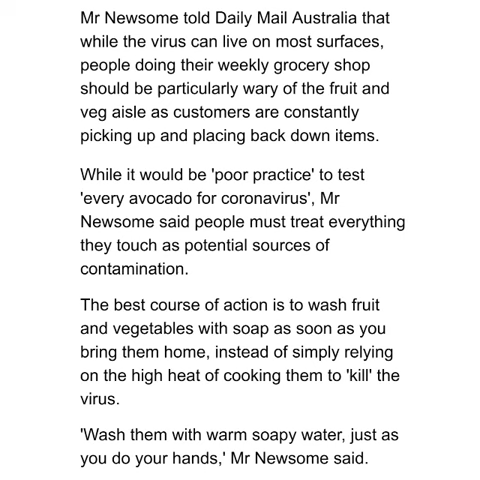 Mr Newsome told Daily Mail Australia that
while the virus can live on most surfaces,
people doing their weekly grocery shop
should be particularly wary of the fruit and
veg aisle as customers are constantly
picking up and placing back down items.
While it would be 'poor practice' to test
'every avocado for coronavirus', Mr
Newsome said people must treat everything
they touch as potential sources of
contamination.
The best course of action is to wash fruit
and vegetables with soap as soon as you
bring them home, instead of simply relying
on the high heat of cooking them to 'kill' the
virus.
'Wash them with warm soapy water, just as
you do your hands,' Mr Newsome said.